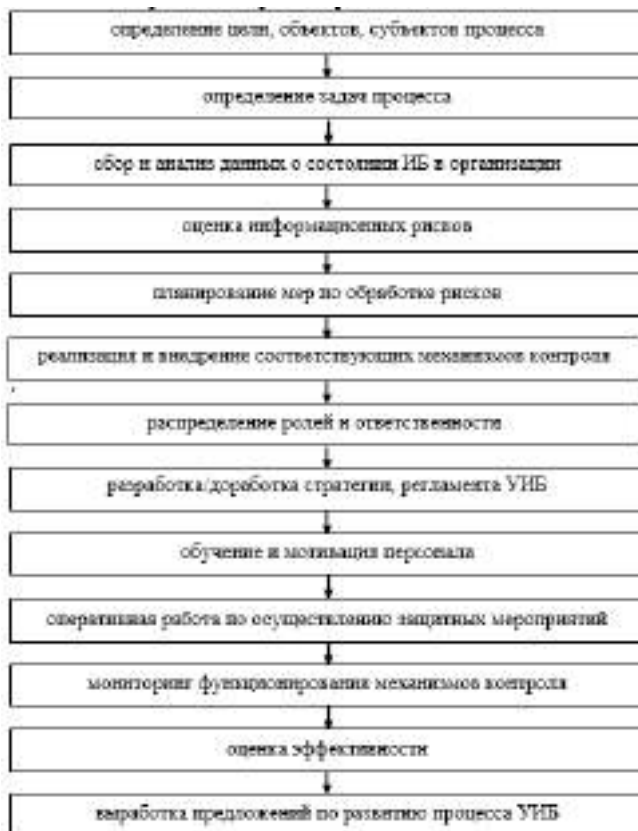 определение цели, объектов, субъектов процесса
определение задач процесса
сбор и анализ данных о состоянии ИБ в организации
оценка информационных рисков
планирование мер по обработке рисков
реализация и внедрение соответствующих механизмов контроля
распределение ролей и ответственности
разработка/доработка стратегии, регламента УИБ
обучение и мотивация персонала
оперативная работа по осуществлению защитных мероприятий
мониторинг функционирования механизмов контроля
оценка эффективности
выработка предложений по развитию процесса УИБ